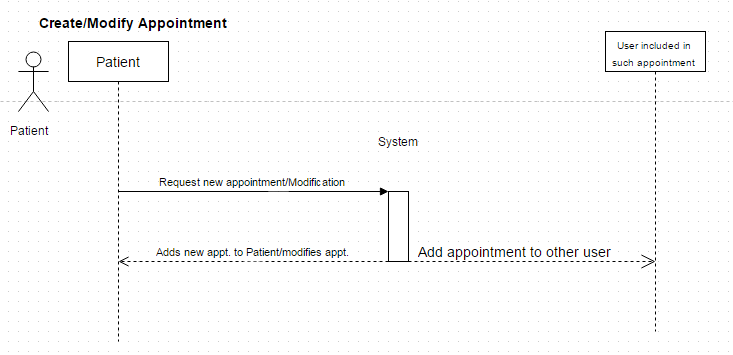 Create/Modify Appointment
Patient
User included in
such appointment
Patient
System
Request new appointment/Modification
Adds new appt. to Patient/modifies appt.
Add appointment to other user